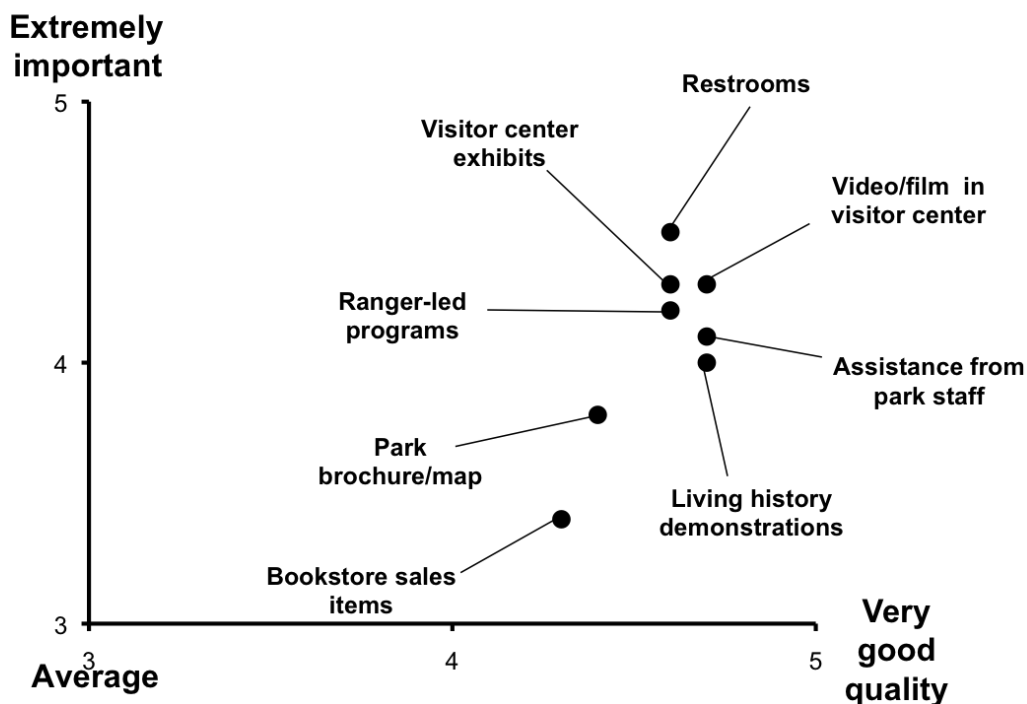 Extremely
important
5
Restrooms
Visitor center
exhibits
Video/film in
visitor center
Ranger-led
programs
4
Assistance from
park staff
Park
brochure/map
Living history
demonstrations
Bookstore sales
items
3
3
4
5
Average
Very
good
quality